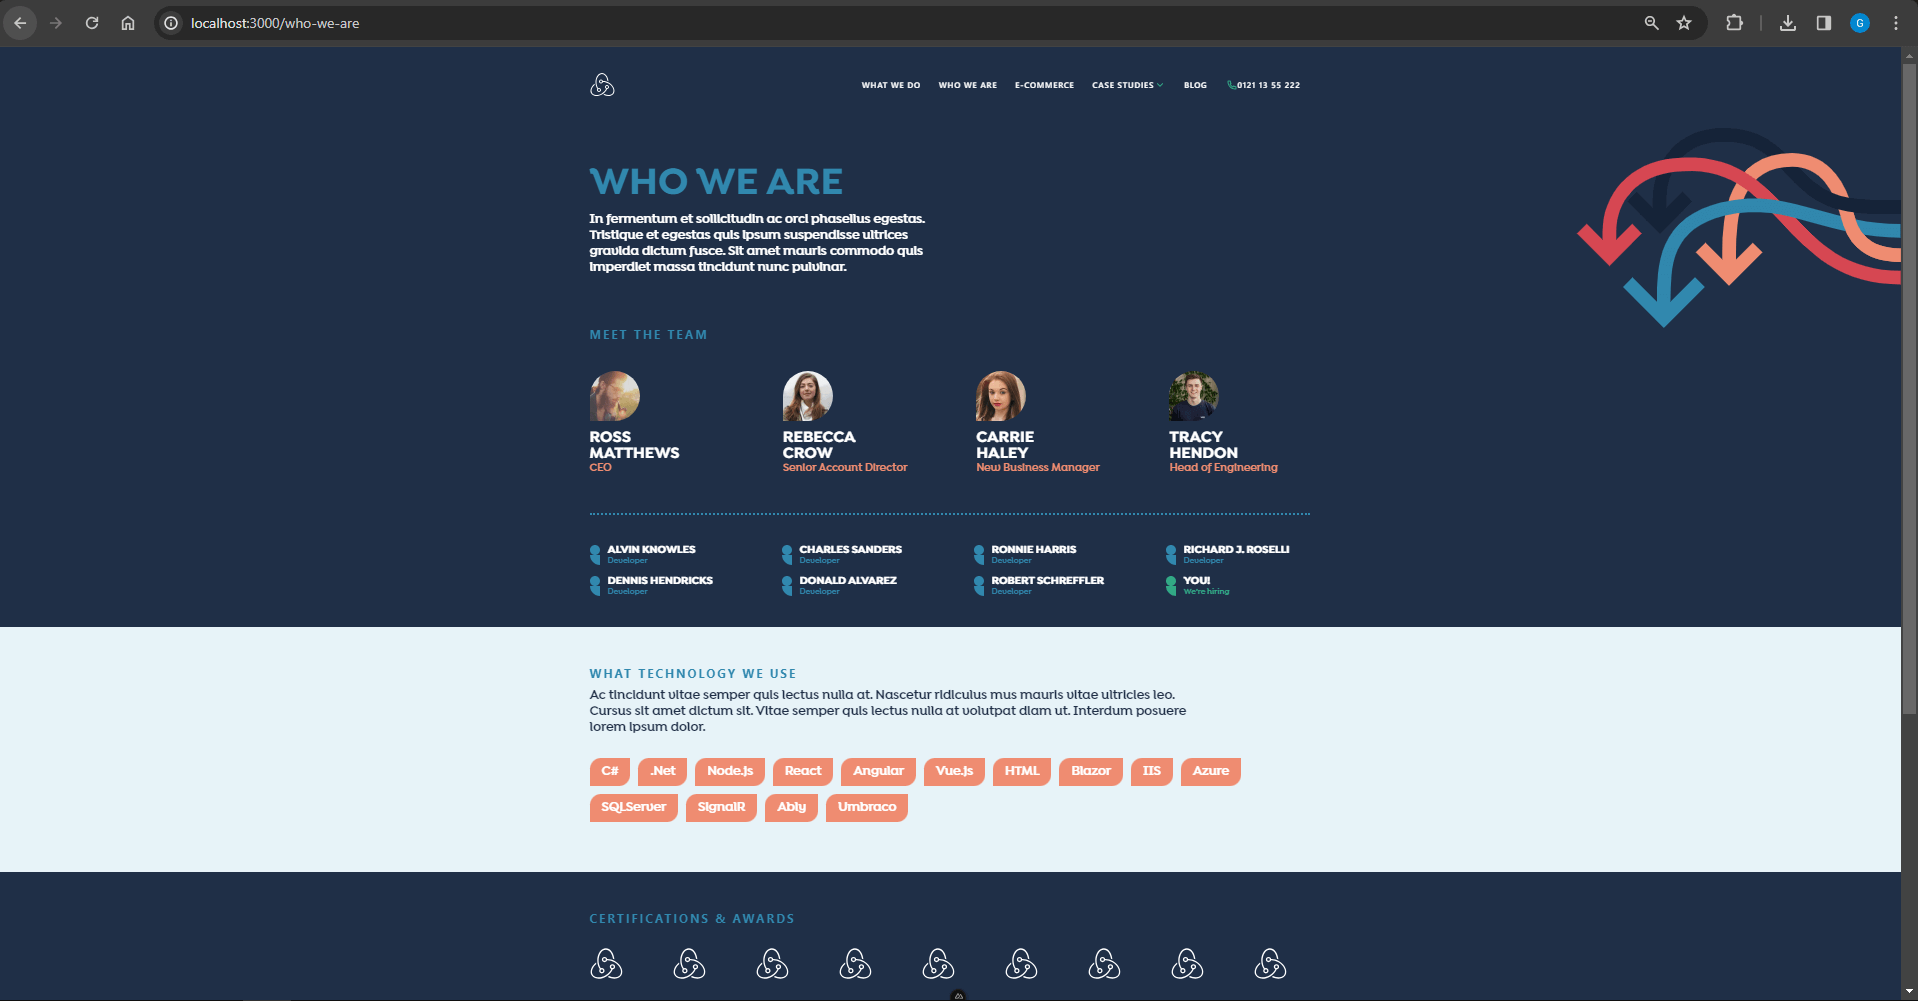 localhost:3000/who-we-are
G
WHAT WE DO
WHO WE ARE
E-COMMERCE
CASE STUDIES
BLOG
0121 13 55 222
WHO WE ARE
In fermentum et sollicitudin ac orci phasellus egestas.
Tristique et egestas quis ipsum suspendisse ultrices
gravida dictum fusce. Sit amet mauris commodo quis
imperdiet massa tincidunt nunc pulvinar.
MEET THE TEAM
ROSS
MATTHEWS
CEO
REBECCA
CROW
Senior Account Director
CARRIE
HALEY
New Business Manager
TRACY
HENDON
Head of Engineering
ALVIN KNOWLES
Developer
CHARLES SANDERS
Developer
RONNIE HARRIS
Developer
RICHARD J. ROSELLI
Developer
DENNIS HENDRICKS
Developer
DONALD ALVAREZ
Developer
ROBERT SCHREFFLER
Developer
YOU!
We're hiring
WHAT TECHNOLOGY WE USE
Ac tincidunt vitae semper quis lectus nulla at. Nascetur ridiculus mus mauris vitae ultricies leo.
Cursus sit amet dictum sit. Vitae semper quis lectus nulla at volutpat diam ut. Interdum posuere
lorem ipsum dolor.
C#
.Net
Node.js
React
Angular
Vue.js
HTML
Blazor
IIS
Azure
SQLServer
SignalR
Ably
Umbraco
CERTIFICATIONS & AWARDS